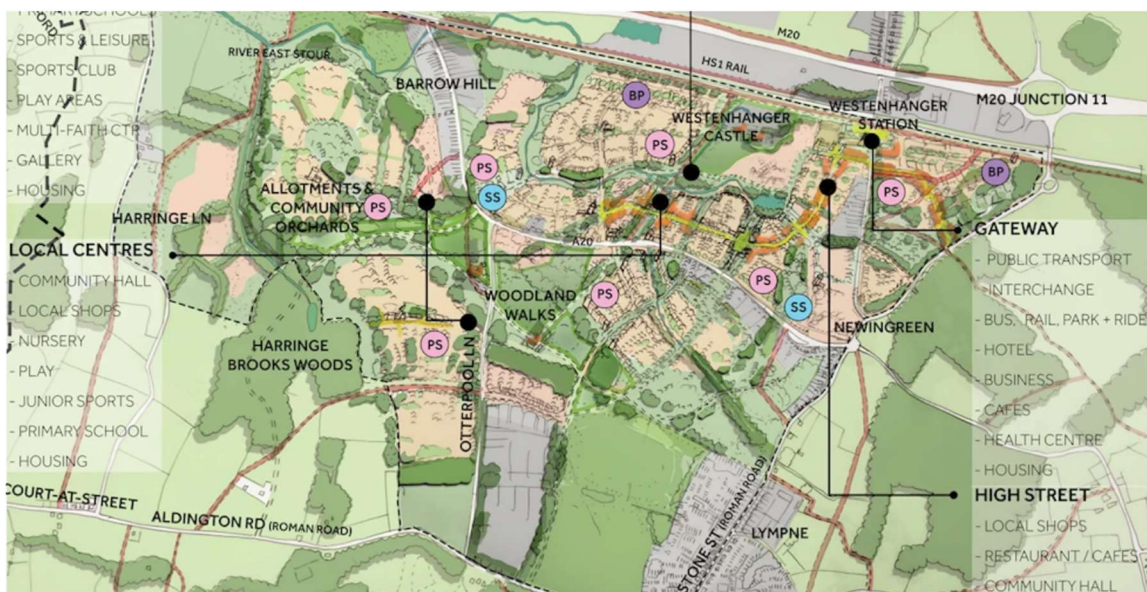 PRIMARY SCHOOLS
- SPORTS & LEISURE
- SPORTS CLUB
- PLAY AREAS
- MULTI-FAITH CTR
- GALLERY
- HOUSING
LOCAL CENTRES
- COMMUNITY HALL
- LOCAL SHOPS
- NURSERY
- PLAY
- JUNIOR SPORTS
- PRIMARY SCHOOL
- HOUSING
RIVER EAST STOUR
BARROW HILL
HARRINGE LN
ALLOTMENTS &
COMMUNITY
ORCHARDS
PS
PS
SS
BP
PS
WESTENHANGER
CASTLE
M20
HS1 RAIL
WESTENHANGER
STATION
M20 JUNCTION 11
PS
BP
A20
WOODLAND
WALKS
PS
PS
SS
NEWINGREEN
HARRINGE
BROOKS WOODS
PS
OTTERPOOL LN
COURT-AT-STREET
ALDINGTON RD (ROMAN ROAD)
STONE ST (ROMAN ROAD)
LYMPNE
GATEWAY
- PUBLIC TRANSPORT
- INTERCHANGE
- BUS, RAIL, PARK + RIDE
- HOTEL
- BUSINESS
- CAFES
- HEALTH CENTRE
- HOUSING
HIGH STREET
- LOCAL SHOPS
- RESTAURANT / CAFES
- COMMUNITY HALL